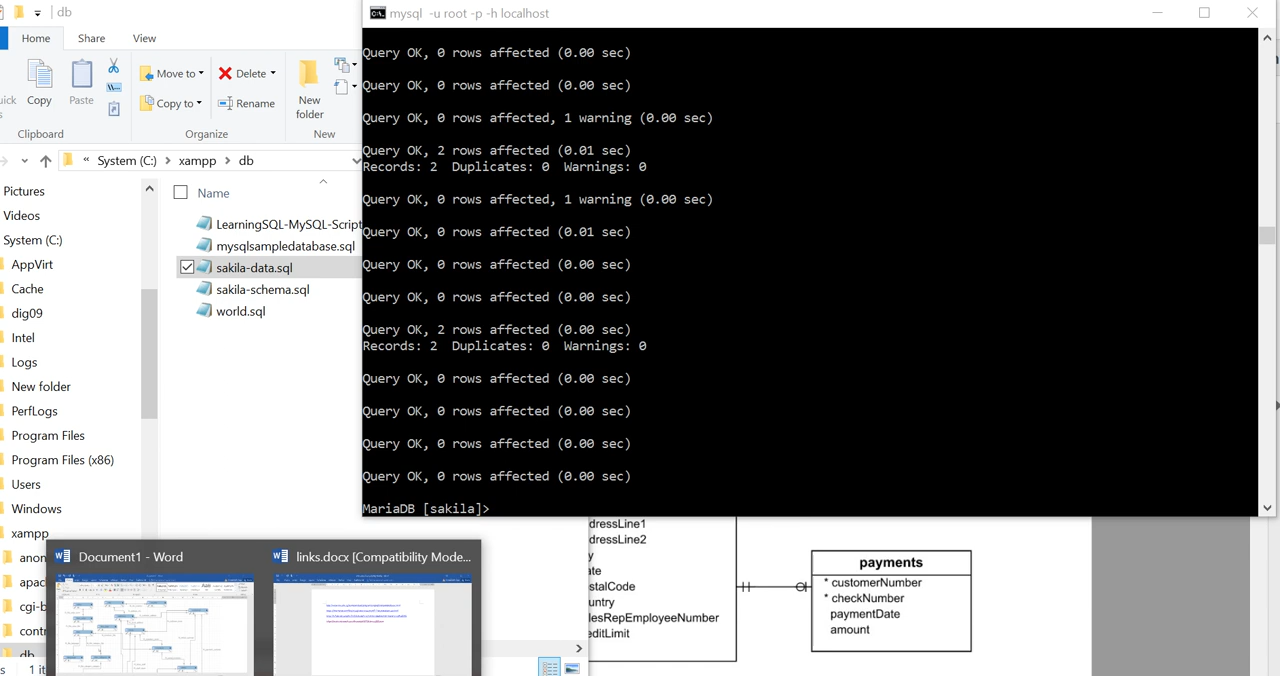 db
mysql  -u root -p -h localhost
Home
Share
View
Copy
Paste
Move to
Copy to
Delete
Rename
New
folder
Clipboard
Organize
New
« System (C:) > xampp > db
Pictures
Videos
System (C:)
AppVirt
Cache
dig09
Intel
Logs
New folder
PerfLogs
Program Files
Program Files (x86)
Users
Windows
xampp
Name
LearningSQL-MySQL-Script
mysqlsampledatabase.sql
sakila-data.sql
sakila-schema.sql
world.sql
Query OK, 0 rows affected (0.00 sec)
Query OK, 0 rows affected (0.00 sec)
Query OK, 0 rows affected, 1 warning (0.00 sec)
Query OK, 2 rows affected (0.01 sec)
Records: 2  Duplicates: 0  Warnings: 0
Query OK, 0 rows affected, 1 warning (0.00 sec)
Query OK, 0 rows affected (0.01 sec)
Query OK, 0 rows affected (0.00 sec)
Query OK, 0 rows affected (0.00 sec)
Query OK, 2 rows affected (0.00 sec)
Records: 2  Duplicates: 0  Warnings: 0
Query OK, 0 rows affected (0.00 sec)
Query OK, 0 rows affected (0.00 sec)
Query OK, 0 rows affected (0.00 sec)
Query OK, 0 rows affected (0.00 sec)
MariaDB [sakila]>
Document1 - Word
links.docx [Compatibility Mode...
ddressLine1
ddressLine2
stalCode
untry
lesRepEmployeeNumber
editLimit
payments
* customerNumber
* checkNumber
paymentDate
amount